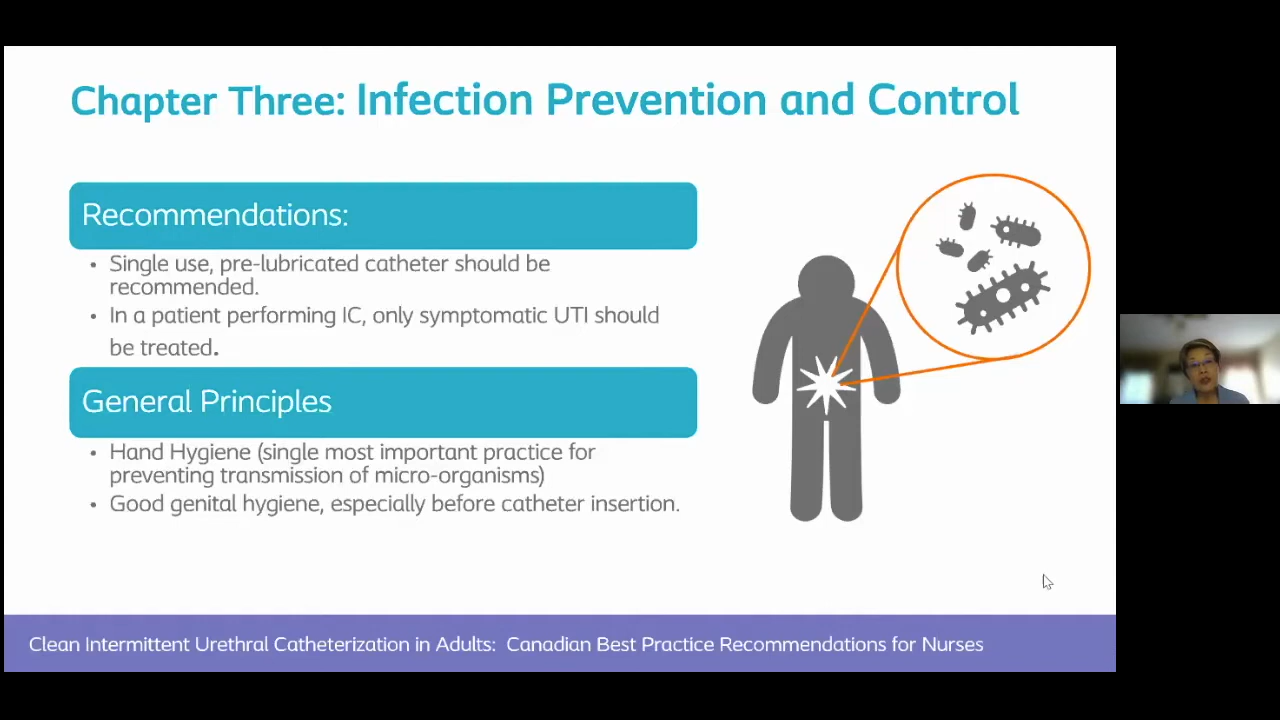 Chapter Three: Infection Prevention and Control
Recommendations:
• Single use, pre-lubricated catheter should be
recommended.
• In a patient performing IC, only symptomatic UTI should
be treated.
General Principles
• Hand Hygiene (single most important practice for
preventing transmission of micro-organisms)
• Good genital hygiene, especially before catheter insertion.
Clean Intermittent Urethral Catheterization in Adults: Canadian Best Practice Recommendations for Nurses